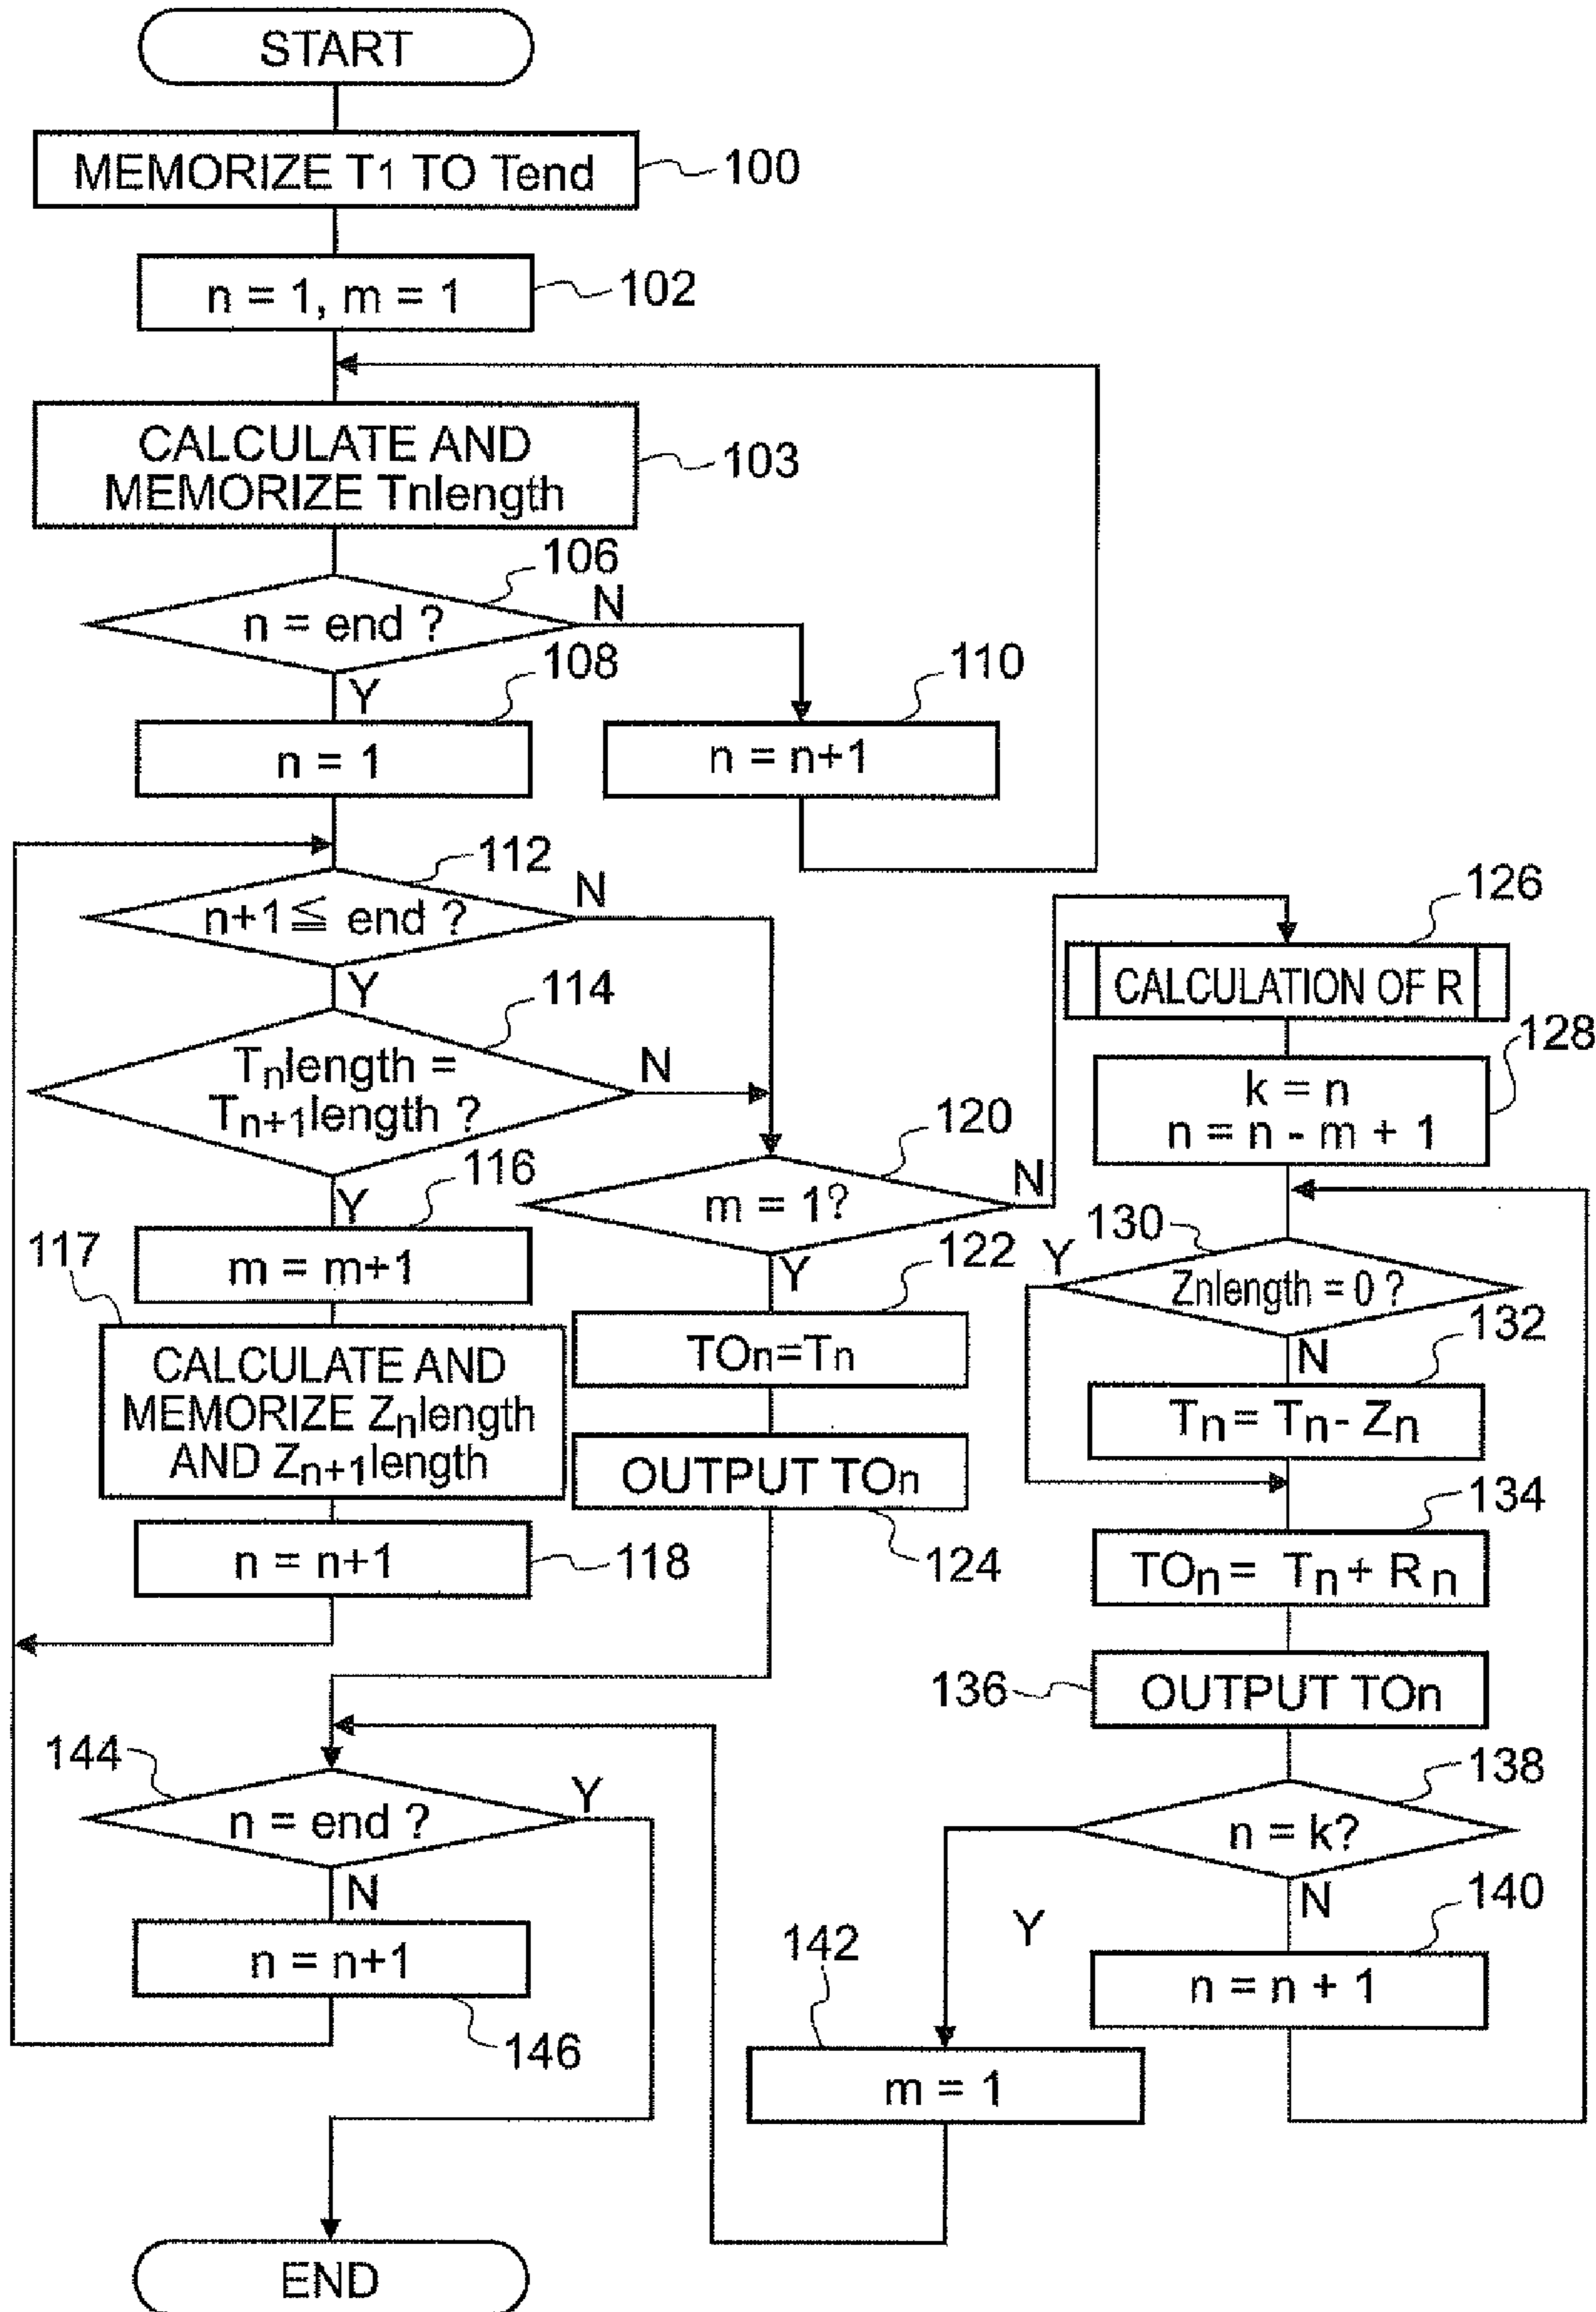 START
MEMORIZE T1 TO Tend
100
n = 1, m = 1
102
CALCULATE AND
MEMORIZE Tnlength
103
106
n = end ?
N
Y
108
n = 1
110
n = n+1
112
n+1≦ end ?
N
Y
114
Tnlength =
Tn+1length ?
N
Y
116
m = m+1
117
CALCULATE AND
MEMORIZE Znlength
AND Zn+1length
n = n+1
118
120
m = 1?
N
Y
122
TOn=Tn
OUTPUT TOn
124
126
CALCULATION OF R
128
k = n
n = n - m + 1
130
Y
Znlength = 0 ?
N
132
Tn = Tn - Zn
134
TOn = Tn + Rn
136
OUTPUT TOn
138
n = k?
Y
N
140
n = n + 1
142
m = 1
144
n = end ?
Y
N
n = n+1
146
END